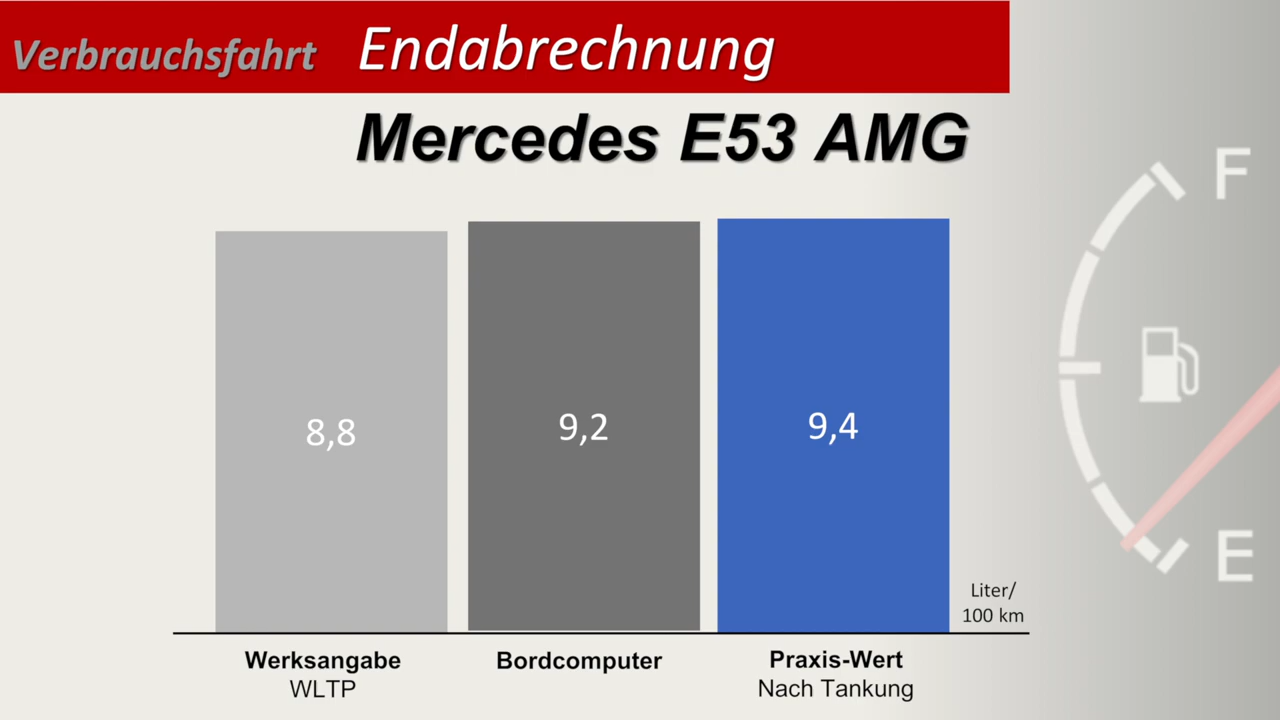 Verbrauchsfahrt Endabrechnung
Mercedes E53 AMG
F
8,8
9,2
9,4
E
Liter/
100 km
Werksangabe
WLTP
Bordcomputer
Praxis-Wert
Nach Tankung